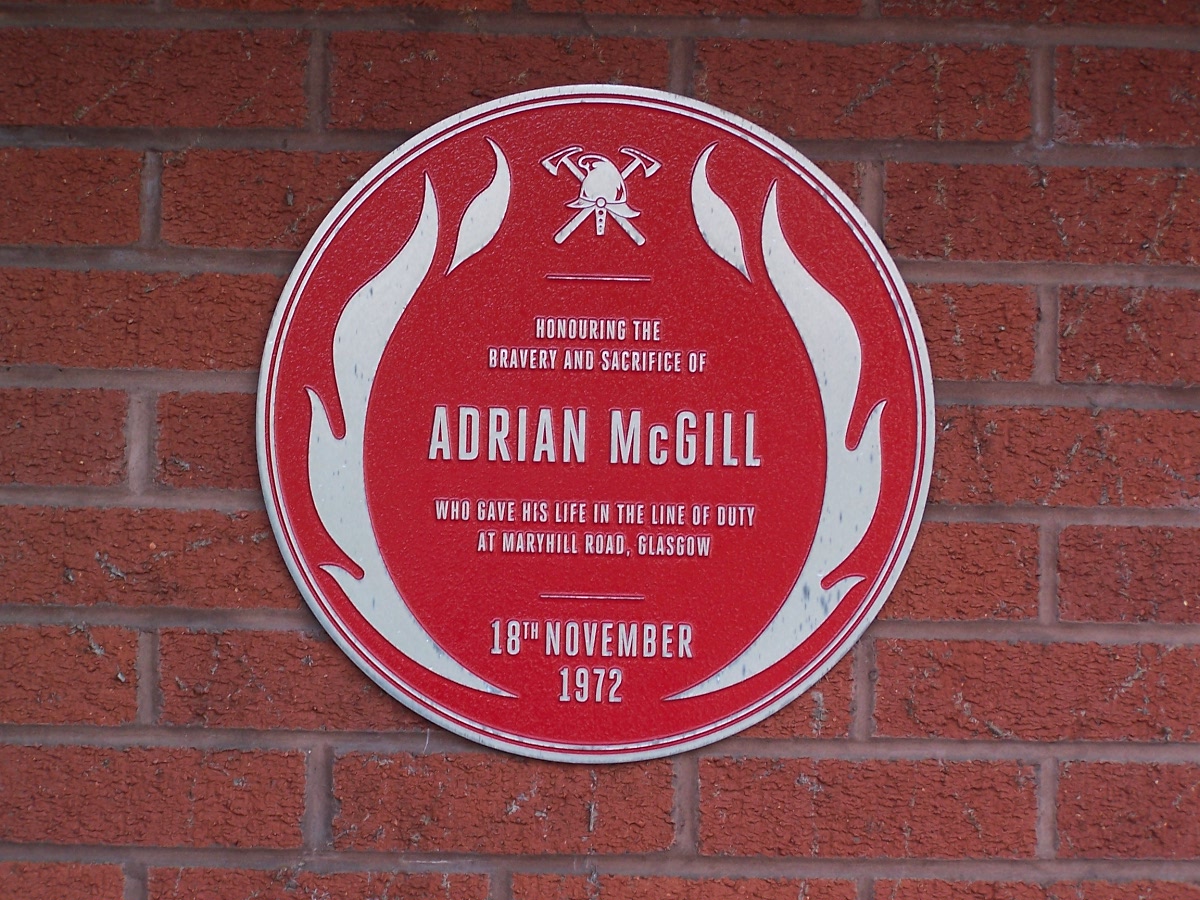 HONOURING THE
BRAVERY AND SACRIFICE OF
ADRIAN McGILL
WHO GAVE HIS LIFE IN THE LINE OF DUTY
AT MARYHILL ROAD, GLASGOW
18TH NOVEMBER
1972